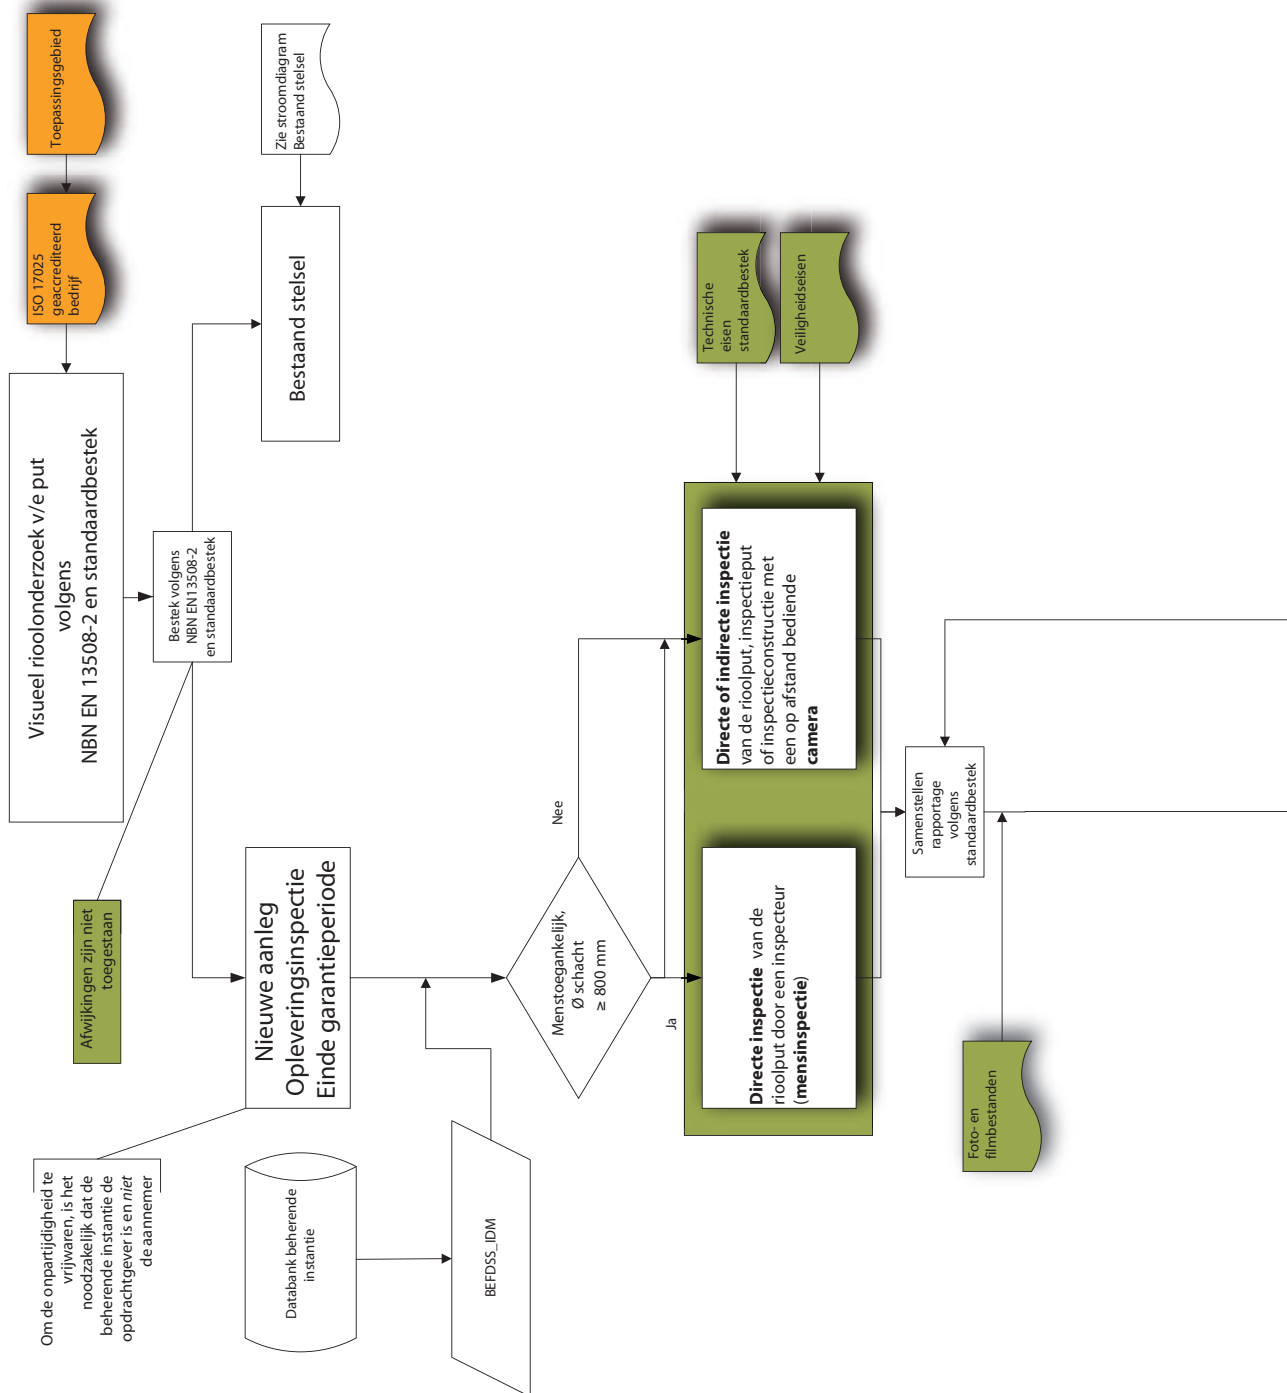 Toepassingsgebied
ISO 17025
geaccrediteerd
bedrijf
Visueel rioolonderzoek v/e put
volgens
NBN EN 13508-2 en standaardbestek
Zie stroomdiagram
Bestaand stelsel
Bestaand stelsel
Bestek volgens
NBN EN13508-2
en standaardbestek
Afwijkingen zijn niet
toegestaan
Om de onpartijdigheid te
vrijwaren, is het
noodzakelijk dat de
beherende instantie de
opdrachtgever is en niet
de aannemer
Nieuwe aanleg
Opleveringsinspectie
Einde garantieperiode
Databank beherende
instantie
BEFDSS_IDM
Menstoegankelijk,
Ø schacht
≥ 800 mm
Nee
Ja
Technische
eisen
standaardbestek
Veiligheidseisen
Directe of indirecte inspectie
van de rioolput, inspectieput
of inspectieconstructie met
een op afstand bediende
camera
Directe inspectie van de
rioolput door een inspecteur
(mensinspectie)
Samenstellen
rapportage
volgens
standaardbestek
Foto- en
filmbestanden